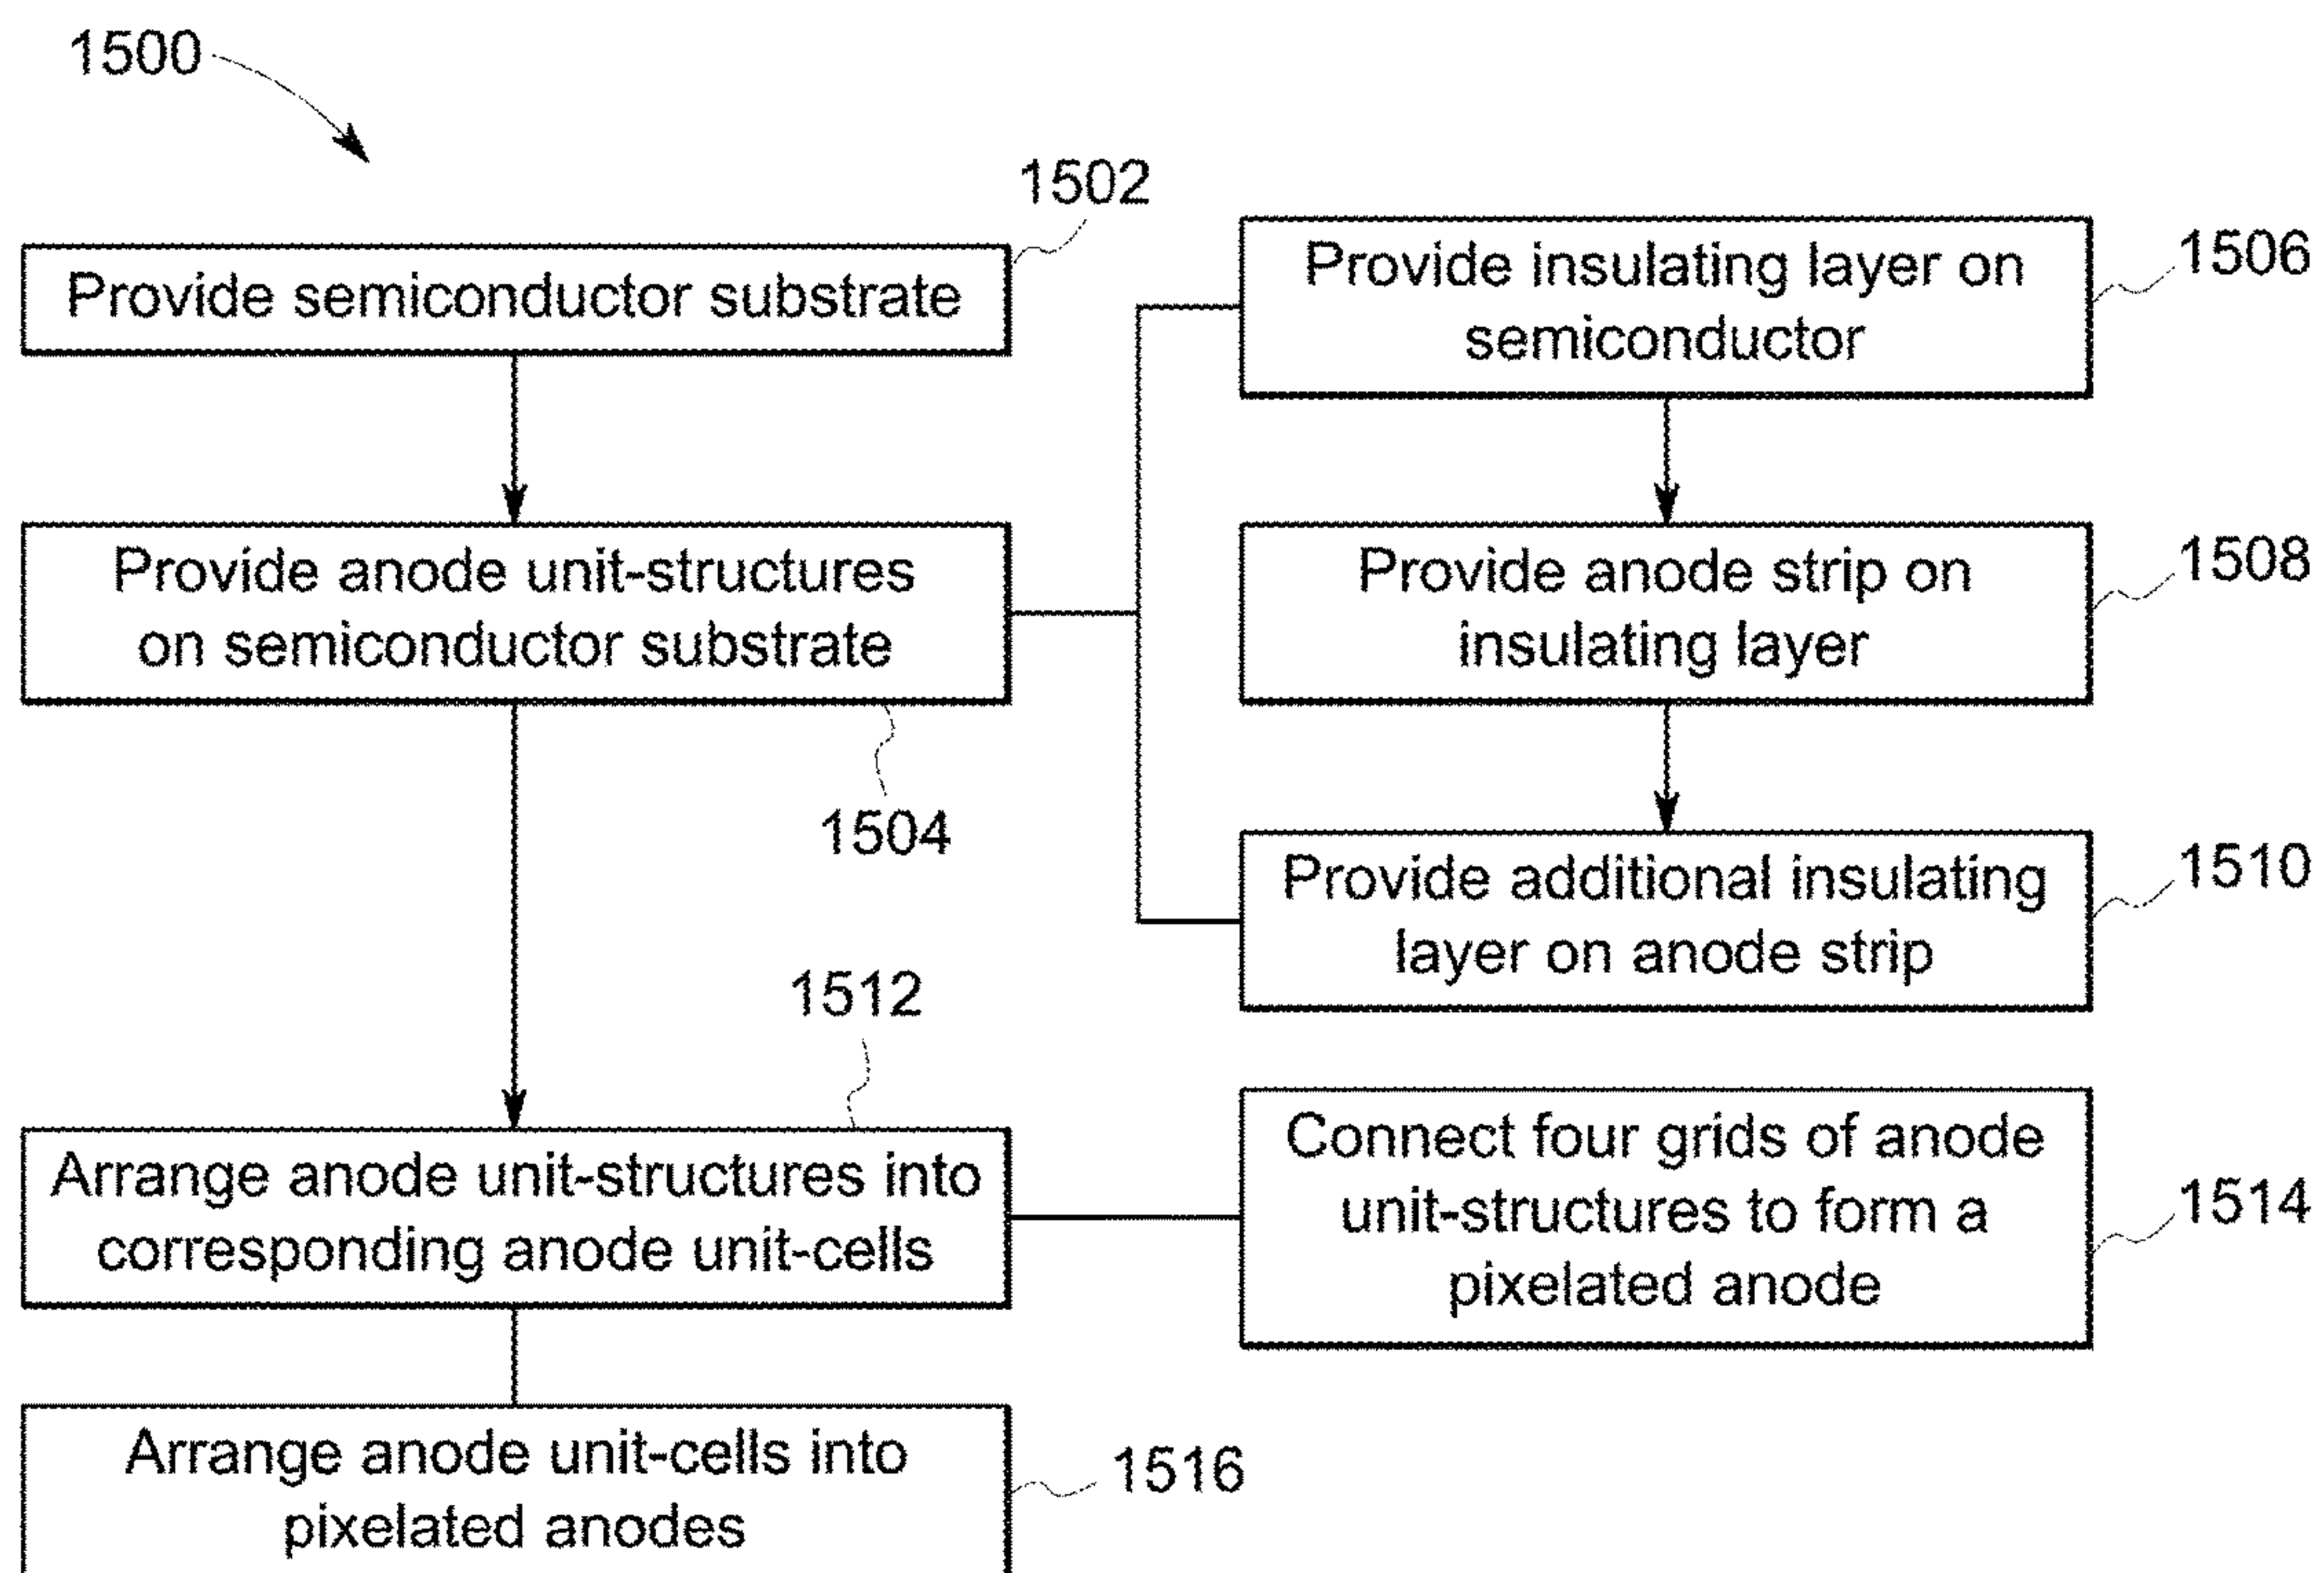 1500
1502
Provide semiconductor substrate
Provide insulating layer on
semiconductor
1506
Provide anode unit-structures
on semiconductor substrate
1504
Provide anode strip on
insulating layer
1508
Provide additional insulating
layer on anode strip
1510
1512
Arrange anode unit-structures into
corresponding anode unit-cells
Connect four grids of anode
unit-structures to form a
pixelated anode
1514
Arrange anode unit-cells into
pixelated anodes
1516